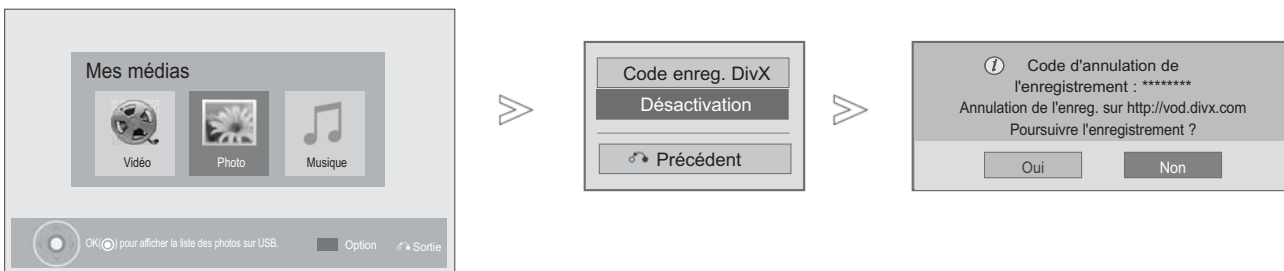 Mes médias
Vidéo
Photo
Musique
OK(◉) pour afficher la liste des photos sur USB.
Option
Sortie
Code enreg. DivX
Désactivation
Précédent
Code d'annulation de
l'enregistrement : ********
Annulation de l'enreg. sur http://vod.divx.com
Poursuivre l'enregistrement ?
Oui
Non